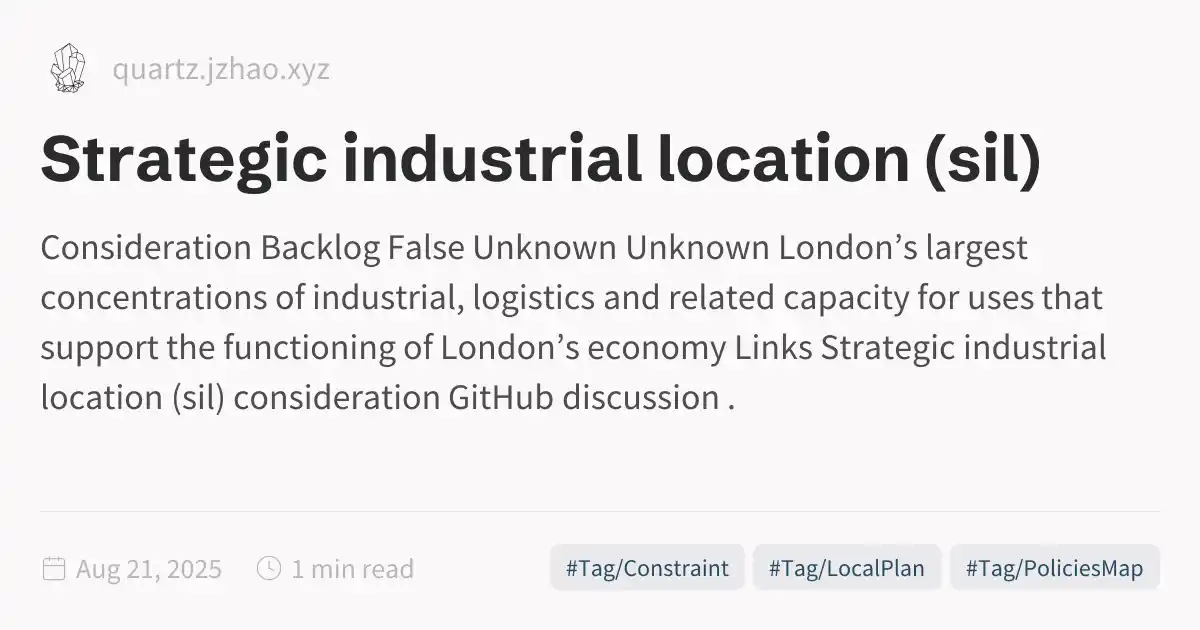 quartz.jzhao.xyz
Strategic industrial location (sil)
Consideration Backlog False Unknown Unknown London’s largest
concentrations of industrial, logistics and related capacity for uses that
support the functioning of London’s economy Links Strategic industrial
location (sil) consideration GitHub discussion .
Aug 21, 2025 1 min read #Tag/Constraint #Tag/LocalPlan #Tag/PoliciesMap